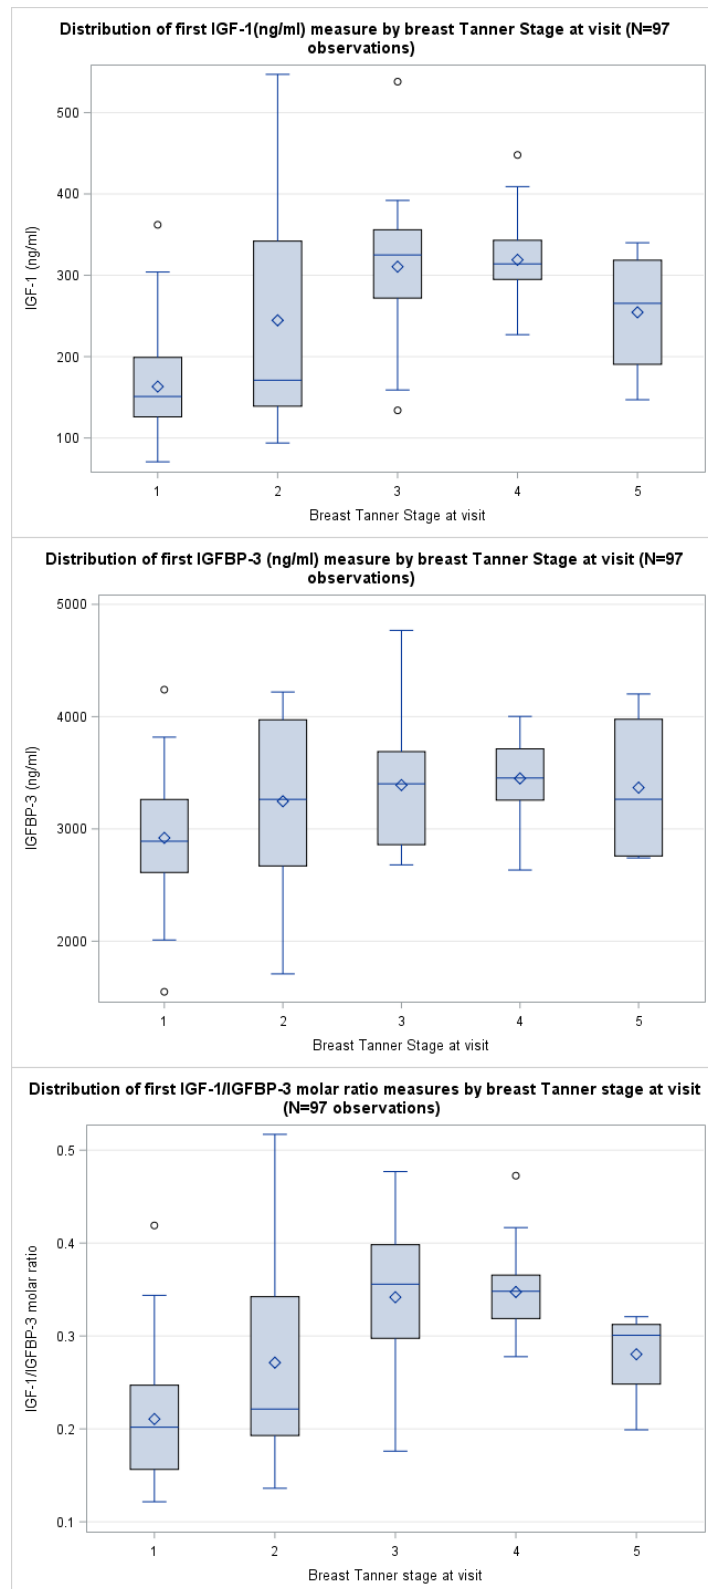 Distribution of first IGF-1(ng/ml) measure by breast Tanner Stage at visit (N=97
observations)
500
400
300
200
100
IGF-1 (ng/ml)
1 2 3 4 5
Breast Tanner Stage at visit
Distribution of first IGFBP-3 (ng/ml) measure by breast Tanner Stage at visit (N=97
observations)
5000
4000
3000
2000
IGFBP-3 (ng/ml)
1 2 3 4 5
Breast Tanner Stage at visit
Distribution of first IGF-1/IGFBP-3 molar ratio measures by breast Tanner stage at visit
(N=97 observations)
0.5
0.4
0.3
0.2
0.1
IGF-1/IGFBP-3 molar ratio
1 2 3 4 5
Breast Tanner stage at visit